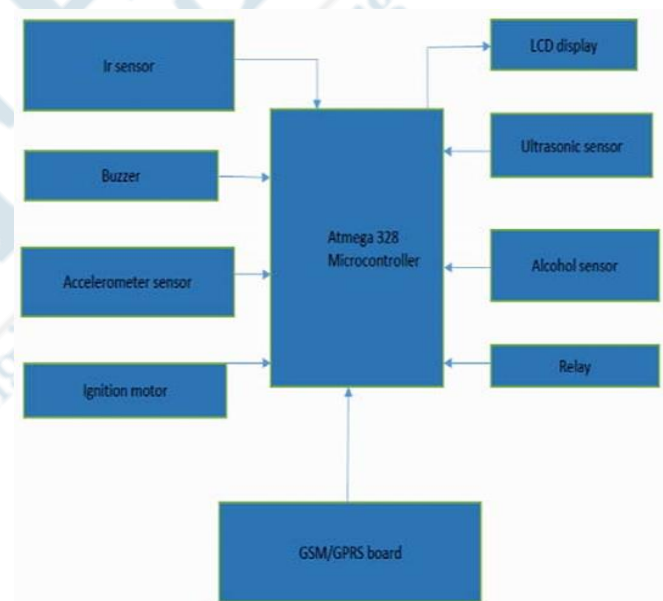 Ir sensor
LCD display
Buzzer
Ultrasonic sensor
Atmega 328
Microcontroller
Accelerometer sensor
Alcohol sensor
Ignition motor
Relay
GSM/GPRS board